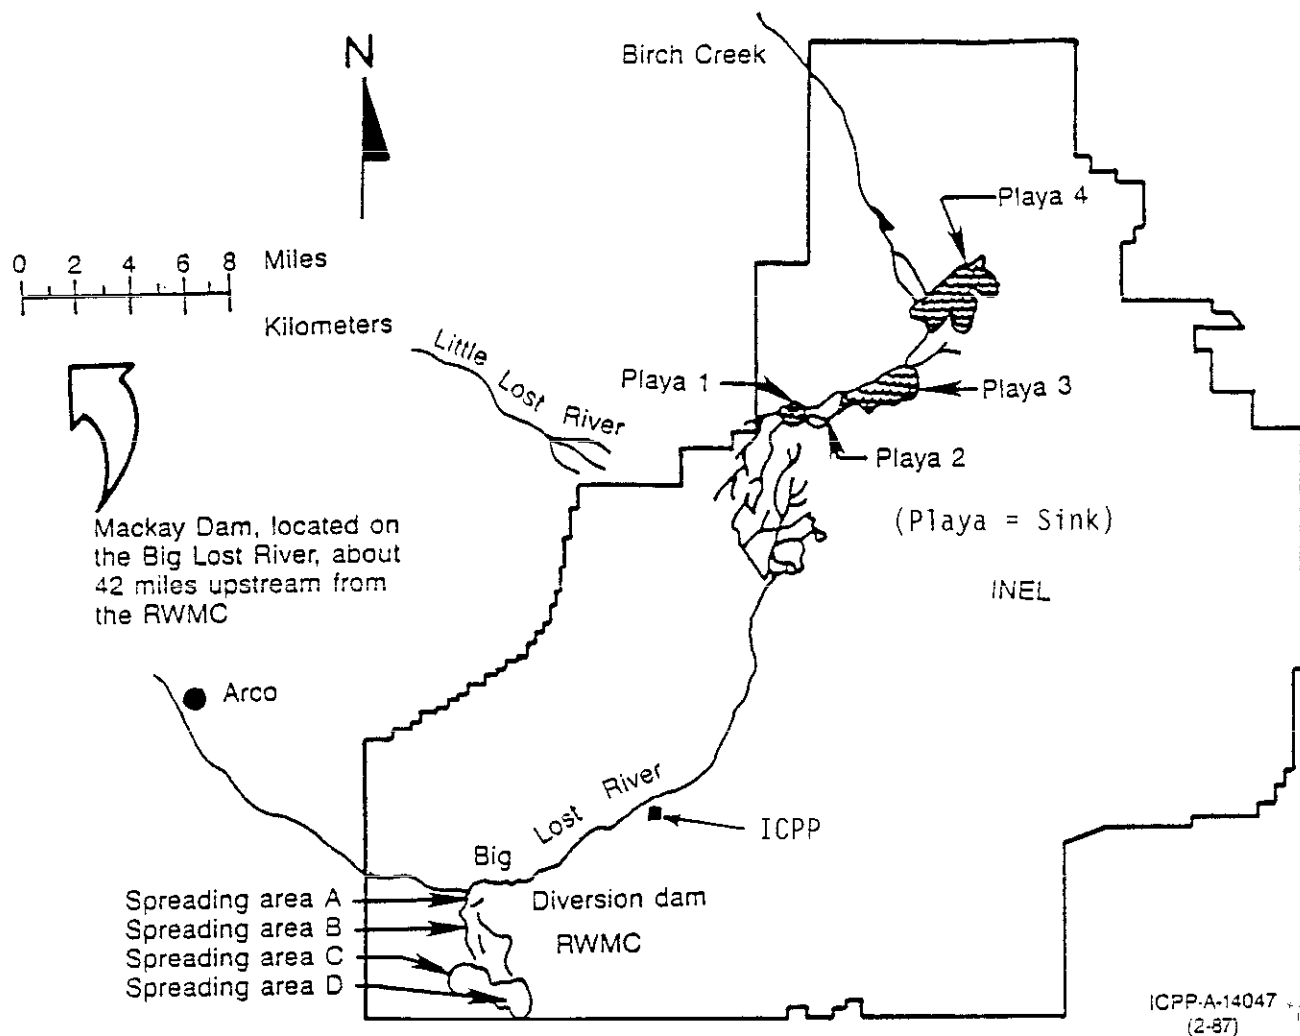 N
Birch Creek
Playa 4
0 2 4 6 8 Miles
Kilometers
Little Lost River
Playa 1
Playa 3
Playa 2
(Playa = Sink)
INEL
Mackay Dam, located on
the Big Lost River, about
42 miles upstream from
the RWMC
Arco
Big Lost River
ICPP
Spreading area A
Diversion dam
Spreading area B
RWMC
Spreading area C
Spreading area D
ICPP-A-14047
(2-87)